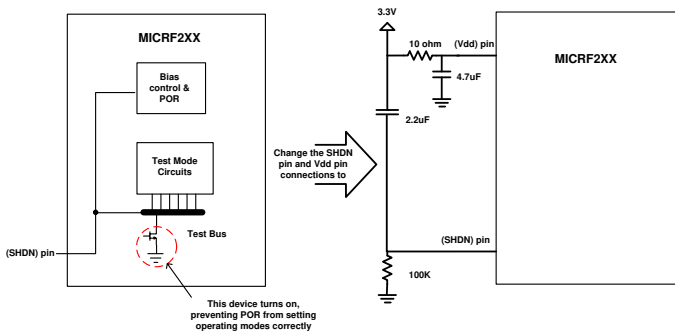 MICRF2XX
Bias
control &
POR
Test Mode
Circuits
Test Bus
(SHDN) pin
This device turns on,
preventing POR from setting
operating modes correctly
Change the SHDN
pin and Vdd pin
connections to
3.3V
10 ohm
(Vdd) pin
4.7uF
2.2uF
(SHDN) pin
100K
MICRF2XX